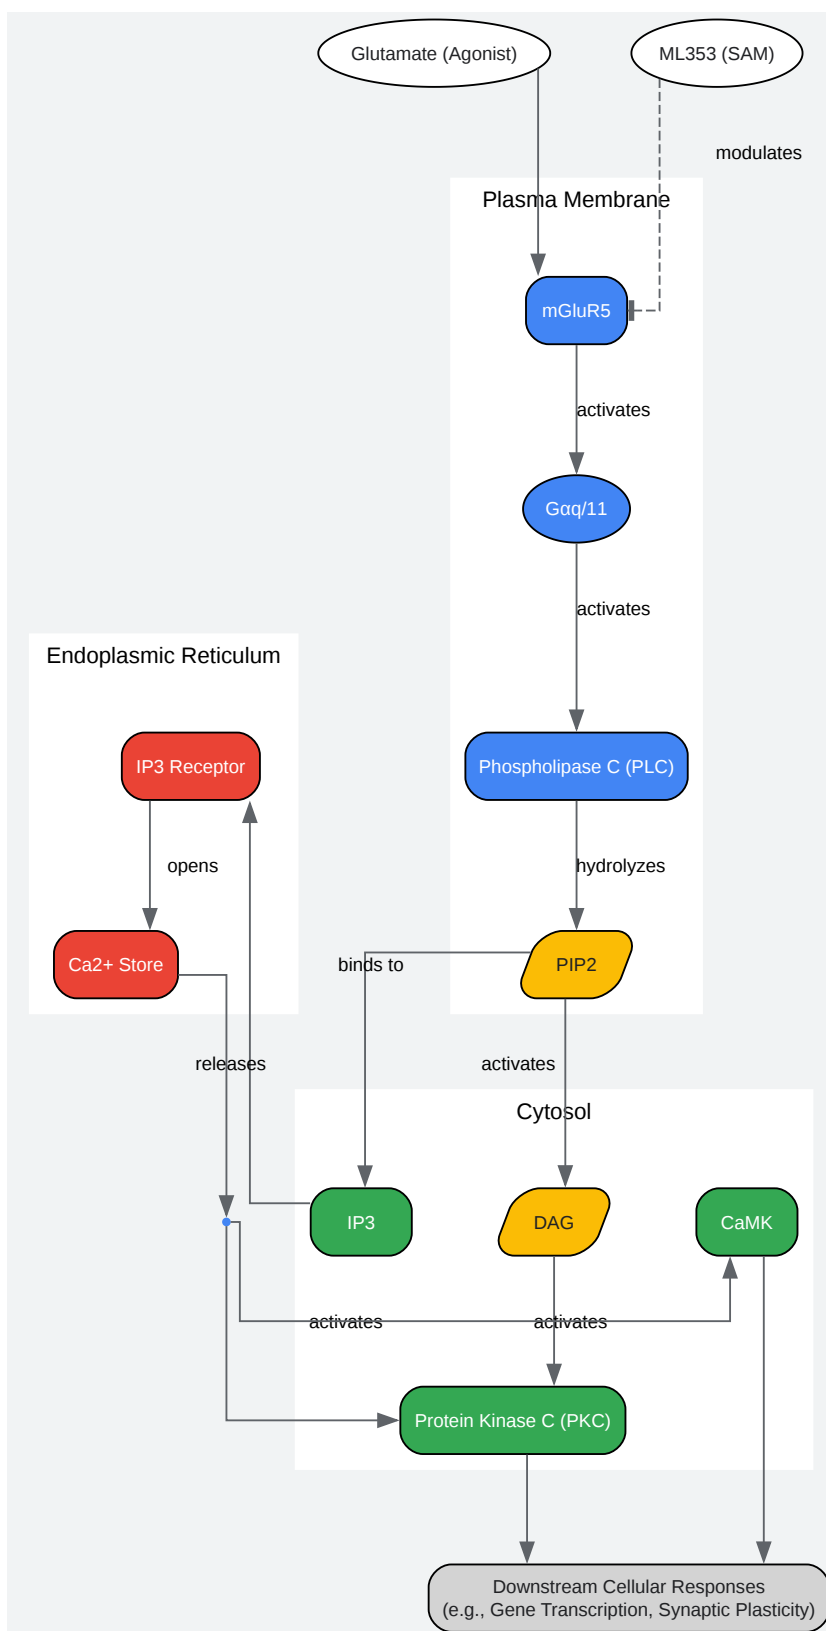 Glutamate (Agonist)
ML353 (SAM)
modulates
Plasma Membrane
mGluR5
activates
Gαq/11
activates
Endoplasmic Reticulum
IP3 Receptor
Phospholipase C (PLC)
opens
hydrolyzes
Ca2+ Store
binds to
PIP2
releases
activates
Cytosol
IP3
DAG
CaMK
activates
activates
Protein Kinase C (PKC)
Downstream Cellular Responses
(e.g., Gene Transcription, Synaptic Plasticity)